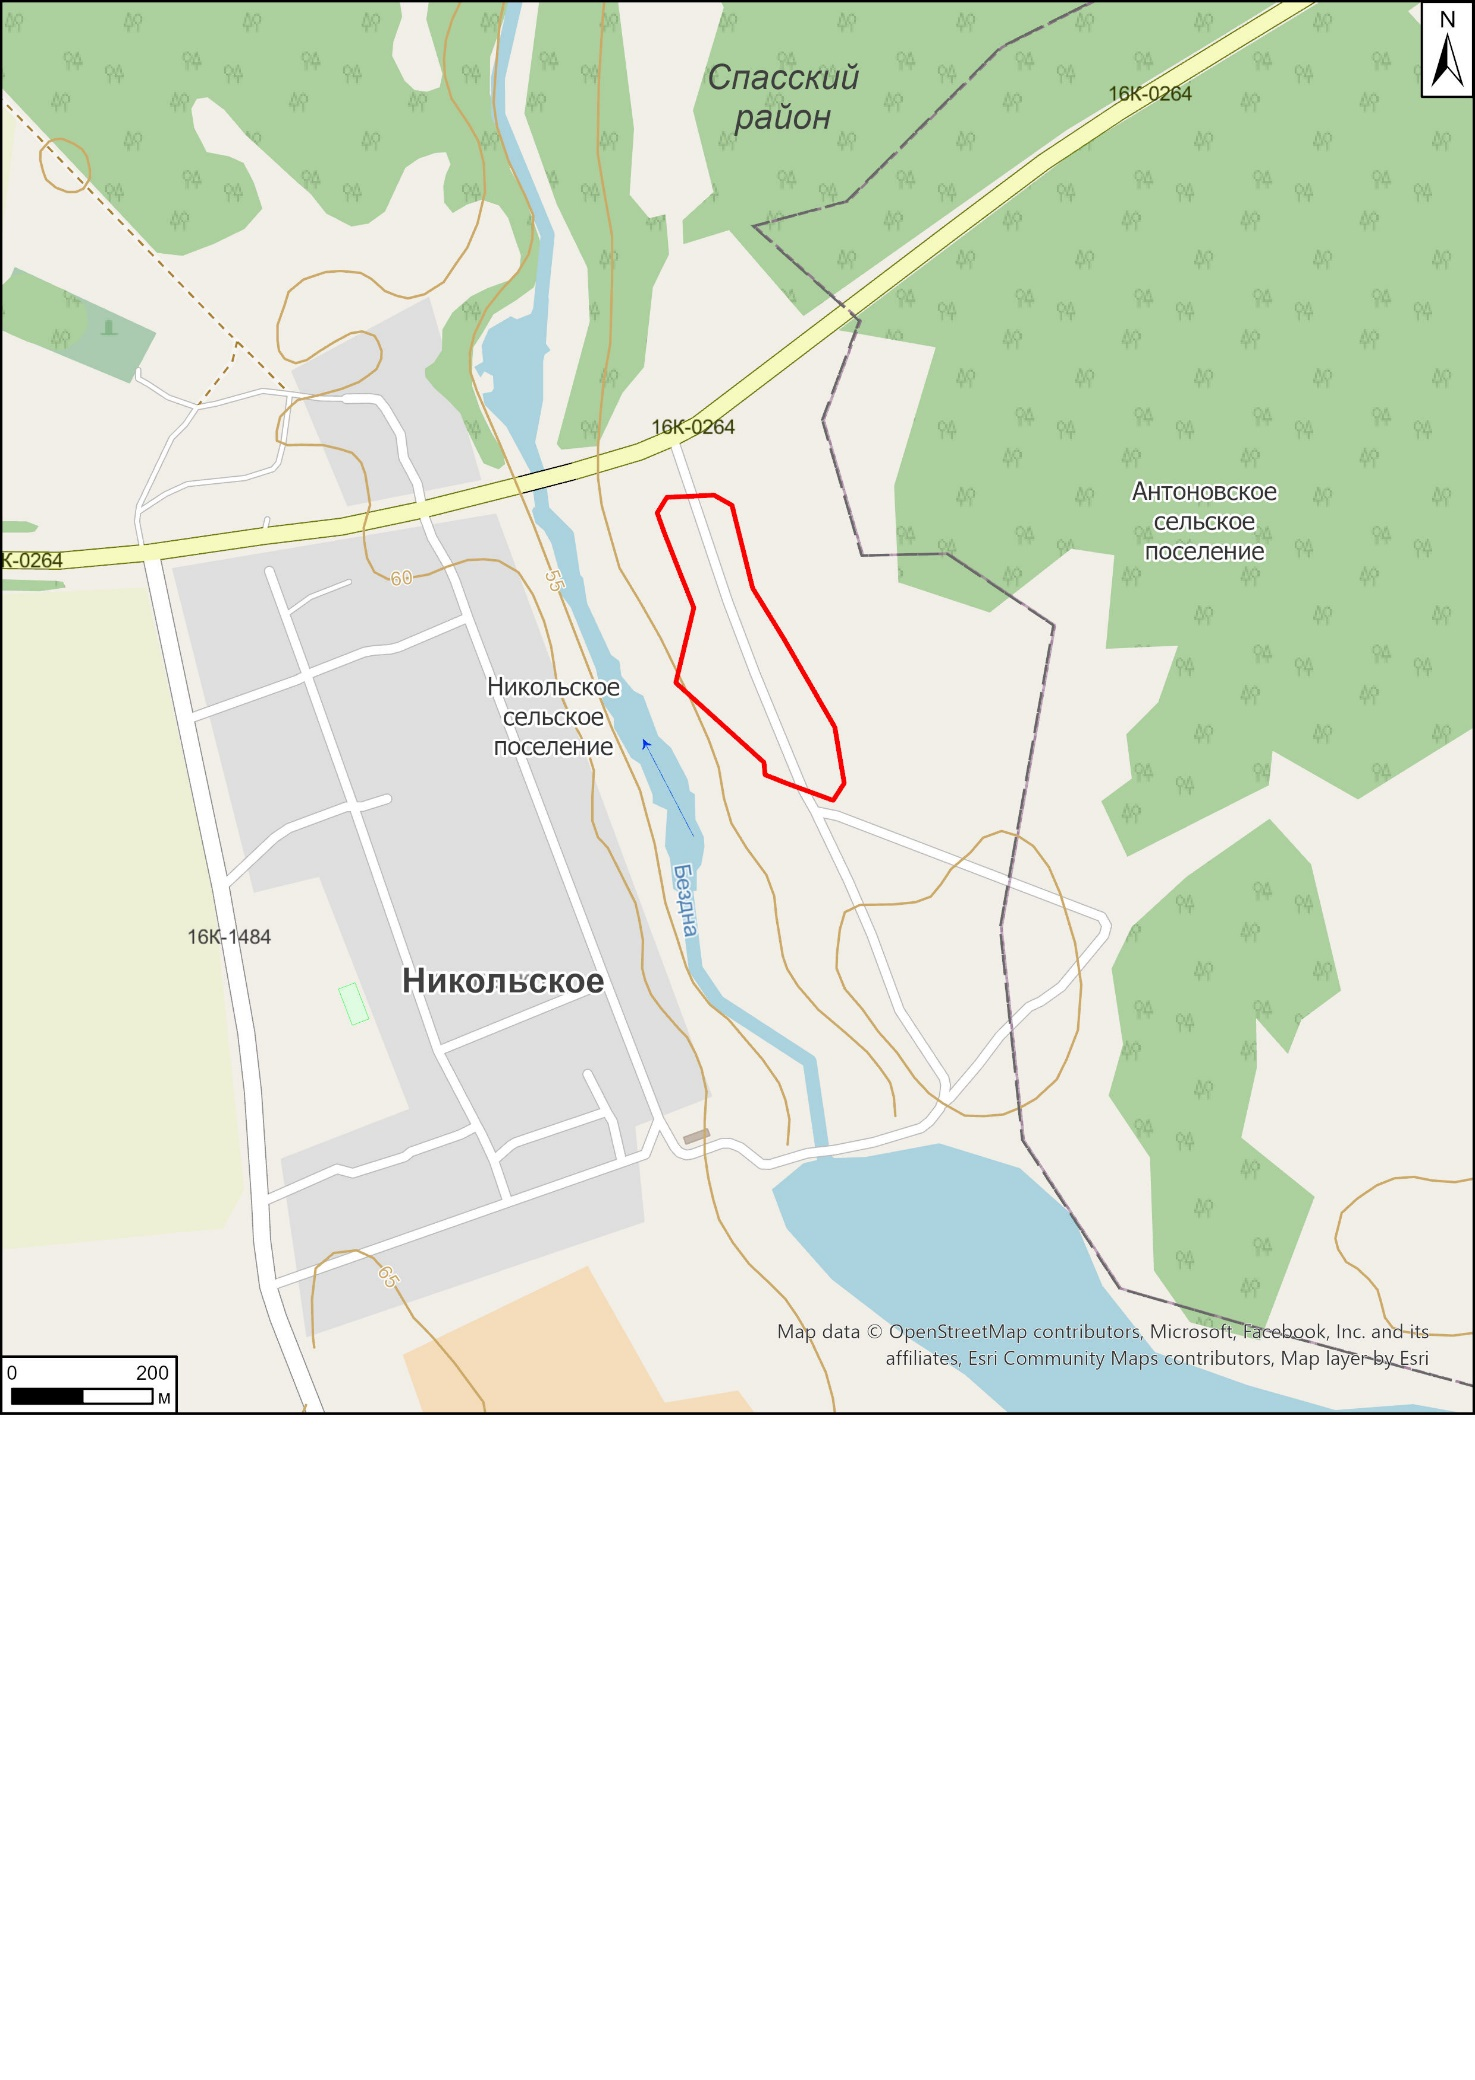 N
Спасский
район
16К-0264
16К-0264
Антоновское
сельское
поселение
К-0264
60
55
Никольское
сельское
поселение
Бездна
16К-1484
Никольское
65
Map data © OpenStreetMap contributors, Microsoft, Facebook, Inc. and its
affiliates, Esri Community Maps contributors, Map layer by Esri
0 200
м